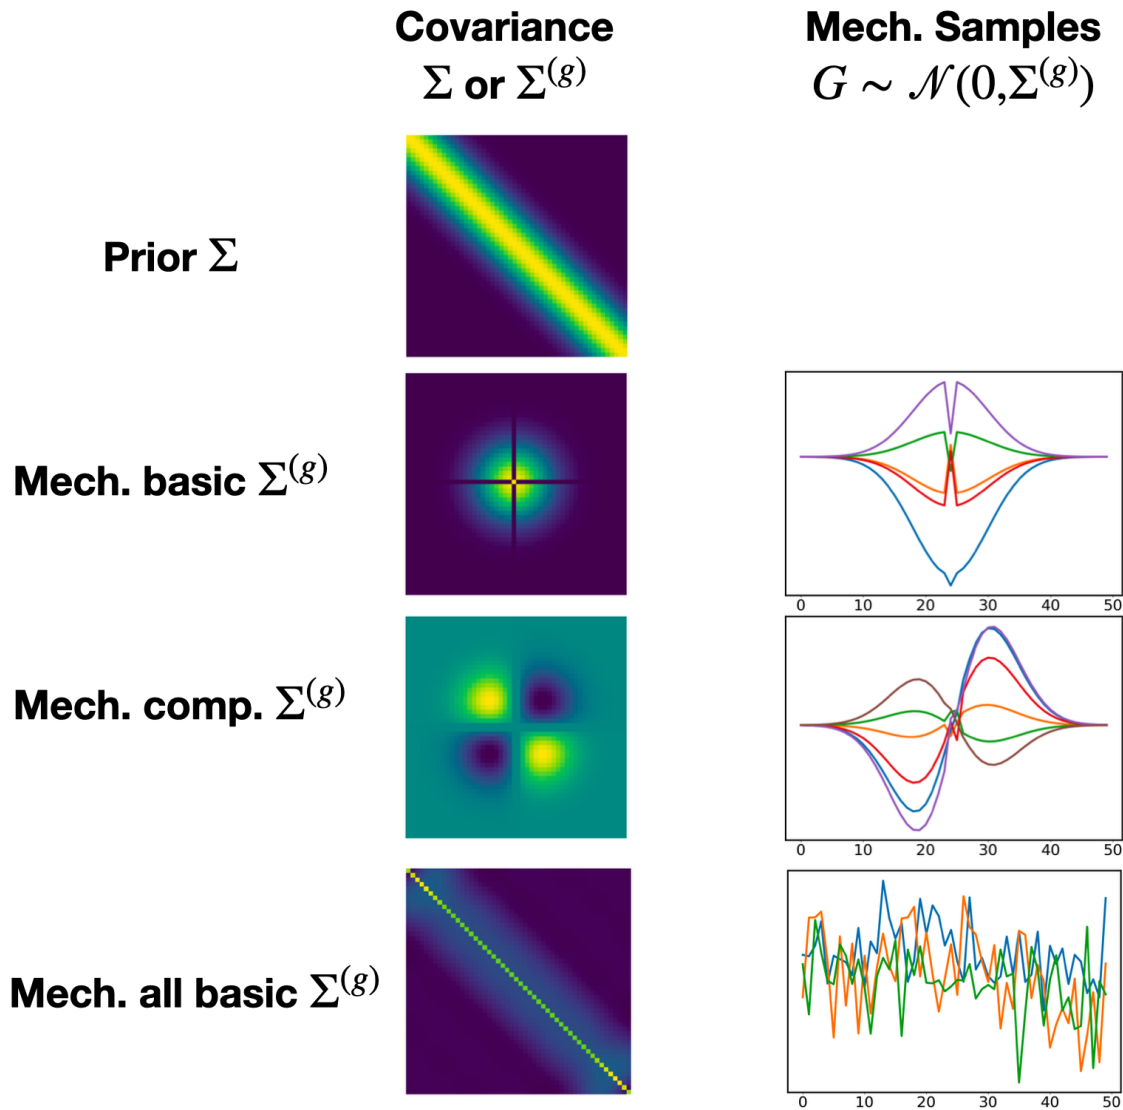 Covariance
Σ or Σ^(g)
Mech. Samples
G ~ 𝒩(0,Σ^(g))
Prior Σ
Mech. basic Σ^(g)
0 10 20 30 40 50
Mech. comp. Σ^(g)
0 10 20 30 40 50
Mech. all basic Σ^(g)
0 10 20 30 40 50